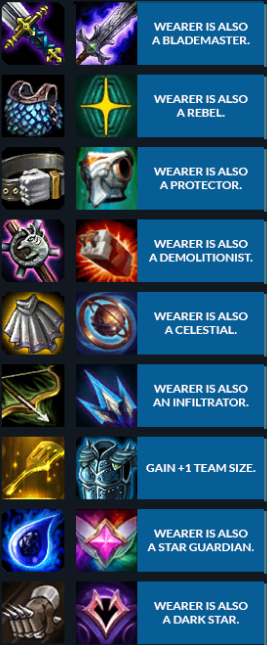 WEARER IS ALSO
A BLADEMASTER.
WEARER IS ALSO
A REBEL.
WEARER IS ALSO
A PROTECTOR.
WEARER IS ALSO
A DEMOLITIONIST.
WEARER IS ALSO
A CELESTIAL.
WEARER IS ALSO
AN INFILTRATOR.
GAIN +1 TEAM SIZE.
WEARER IS ALSO
A STAR GUARDIAN.
WEARER IS ALSO
A DARK STAR.